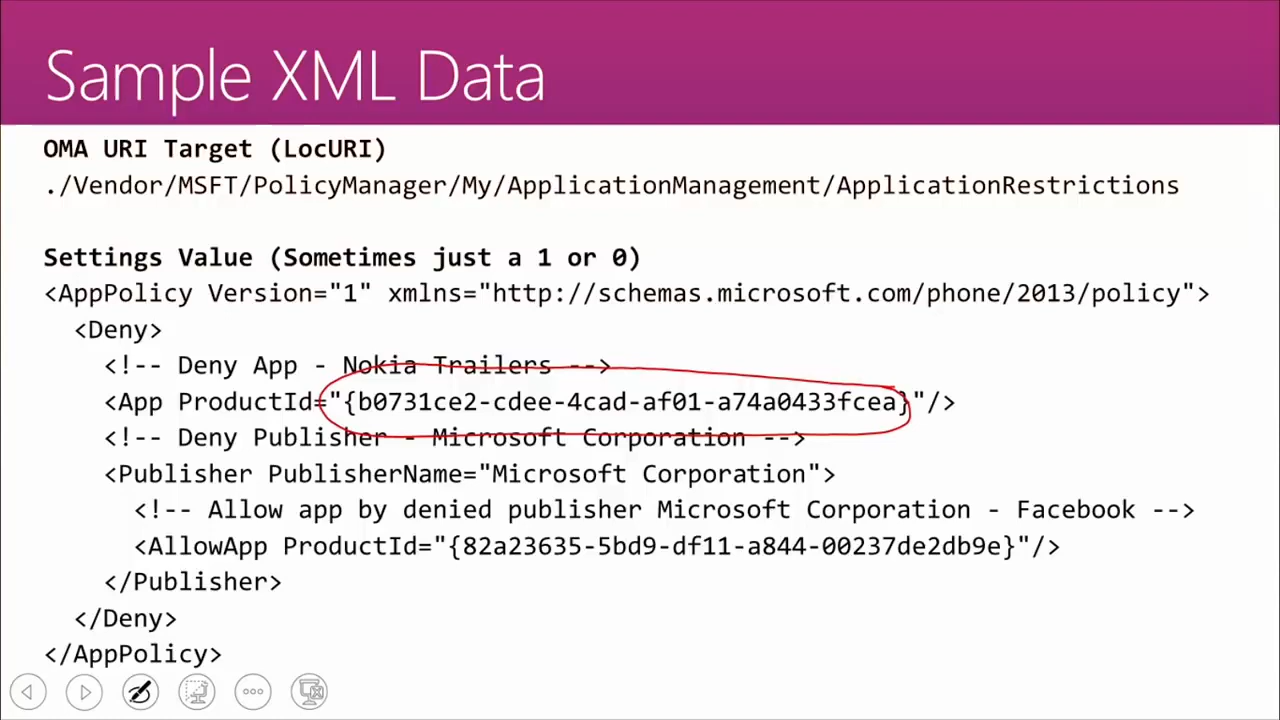 Sample XML Data
OMA URI Target (LocURI)
./Vendor/MSFT/PolicyManager/My/ApplicationManagement/ApplicationRestrictions
Settings Value (Sometimes just a 1 or 0)
<AppPolicy Version="1" xmlns="http://schemas.microsoft.com/phone/2013/policy">
<Deny>
<!-- Deny App - Nokia Trailers -->
<App ProductId="{b0731ce2-cdee-4cad-af01-a74a0433fcea}"/>
<!-- Deny Publisher - Microsoft Corporation -->
<Publisher PublisherName="Microsoft Corporation">
<!-- Allow app by denied publisher Microsoft Corporation - Facebook -->
<AllowApp ProductId="{82a23635-5bd9-df11-a844-00237de2db9e}"/>
</Publisher>
</Deny>
</AppPolicy>